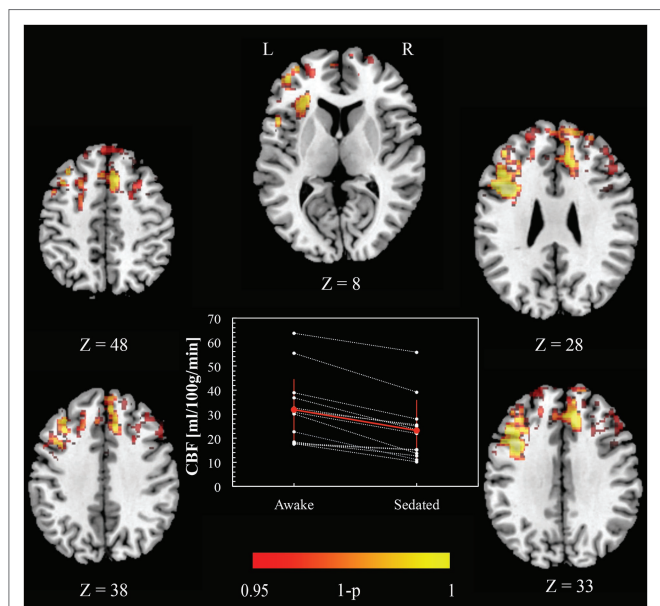 L R
Z = 8
Z = 48
Z = 28
CBF [ml/100g/min]
70
60
50
40
30
20
10
0
Awake Sedated
Z = 38
Z = 33
0.95 1-p 1